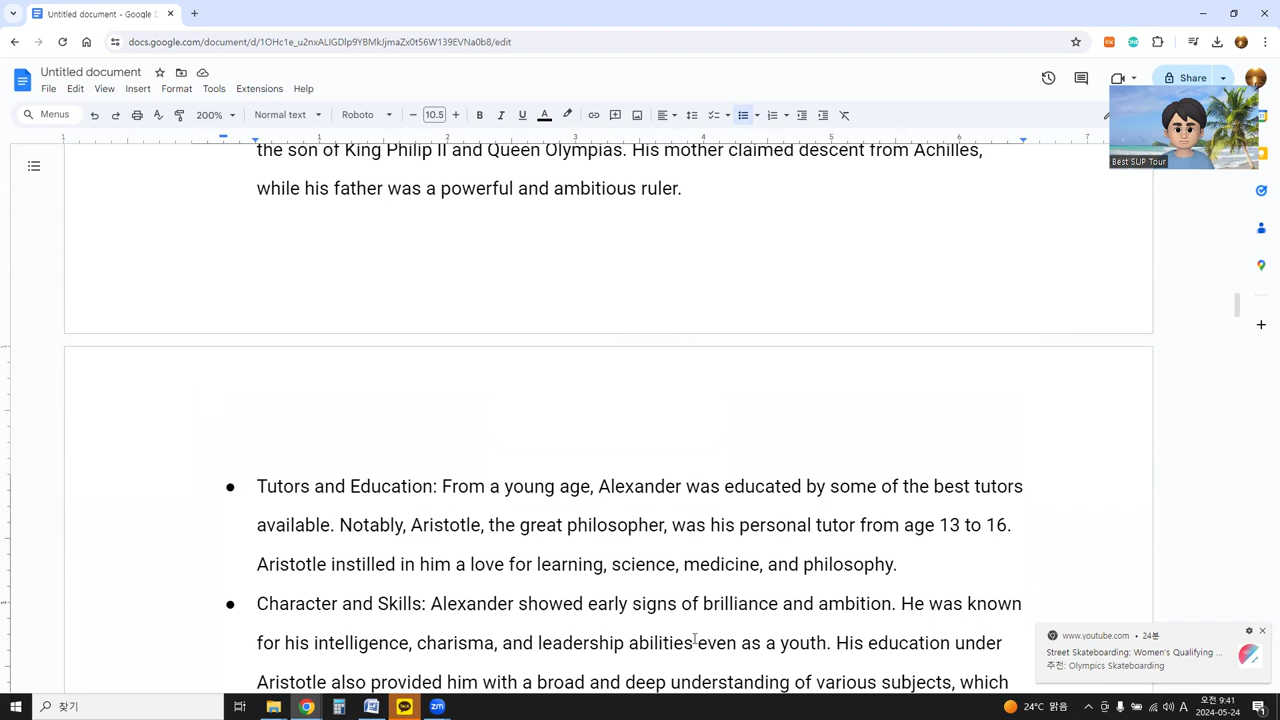 Untitled document - Google D
docs.google.com/document/d/1OHc1e_u2nxALIGDlp9YBMkJjmaZx0t56W139EVNa0b8/edit
Untitled document
File Edit View Insert Format Tools Extensions Help
Share
Menus
200%
Normal text
Roboto
10.5
B I U A
1 1 2 3 4 5 6 7
Best SUP Tour
the son of King Philip II and Queen Olympias. His mother claimed descent from Achilles,
while his father was a powerful and ambitious ruler.
● Tutors and Education: From a young age, Alexander was educated by some of the best tutors
available. Notably, Aristotle, the great philosopher, was his personal tutor from age 13 to 16.
Aristotle instilled in him a love for learning, science, medicine, and philosophy.
● Character and Skills: Alexander showed early signs of brilliance and ambition. He was known
for his intelligence, charisma, and leadership abilities even as a youth. His education under
Aristotle also provided him with a broad and deep understanding of various subjects, which
www.youtube.com • 24분
Street Skateboarding: Women's Qualifying ...
추천: Olympics Skateboarding
찾기
24°C 맑음
A
오전 9:41
2024-05-24